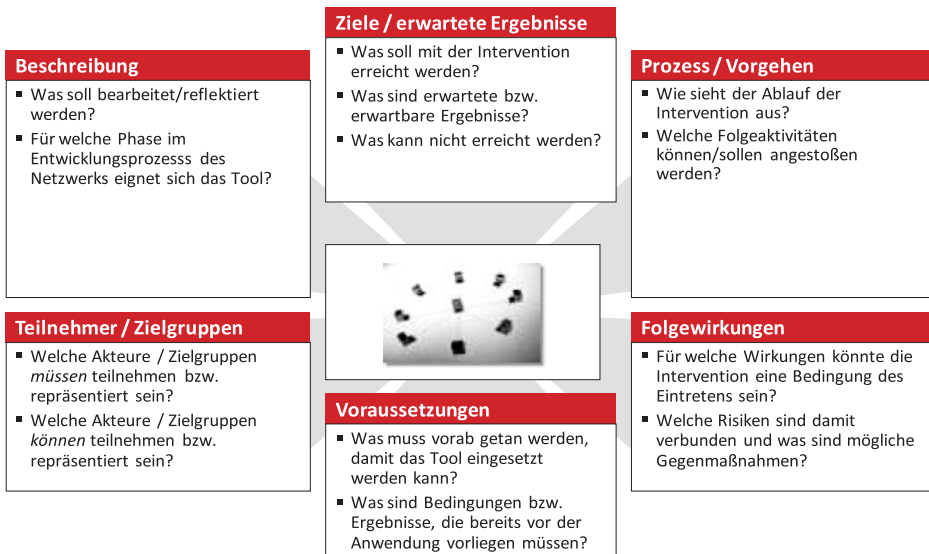 Beschreibung
▪ Was soll bearbeitet/reflektiert
werden?
▪ Für welche Phase im
Entwicklungsprozesss des
Netzwerks eignet sich das Tool?
Ziele / erwartete Ergebnisse
▪ Was soll mit der Intervention
erreicht werden?
▪ Was sind erwartete bzw.
erwartbare Ergebnisse?
▪ Was kann nicht erreicht werden?
Prozess / Vorgehen
▪ Wie sieht der Ablauf der
Intervention aus?
▪ Welche Folgeaktivitäten
können/sollen angestoßen
werden?
Teilnehmer / Zielgruppen
▪ Welche Akteure / Zielgruppen
müssen teilnehmen bzw.
repräsentiert sein?
▪ Welche Akteure / Zielgruppen
können teilnehmen bzw.
repräsentiert sein?
Voraussetzungen
▪ Was muss vorab getan werden,
damit das Tool eingesetzt
werden kann?
▪ Was sind Bedingungen bzw.
Ergebnisse, die bereits vor der
Anwendung vorliegen müssen?
Folgewirkungen
▪ Für welche Wirkungen könnte die
Intervention eine Bedingung des
Eintretens sein?
▪ Welche Risiken sind damit
verbunden und was sind mögliche
Gegenmaßnahmen?